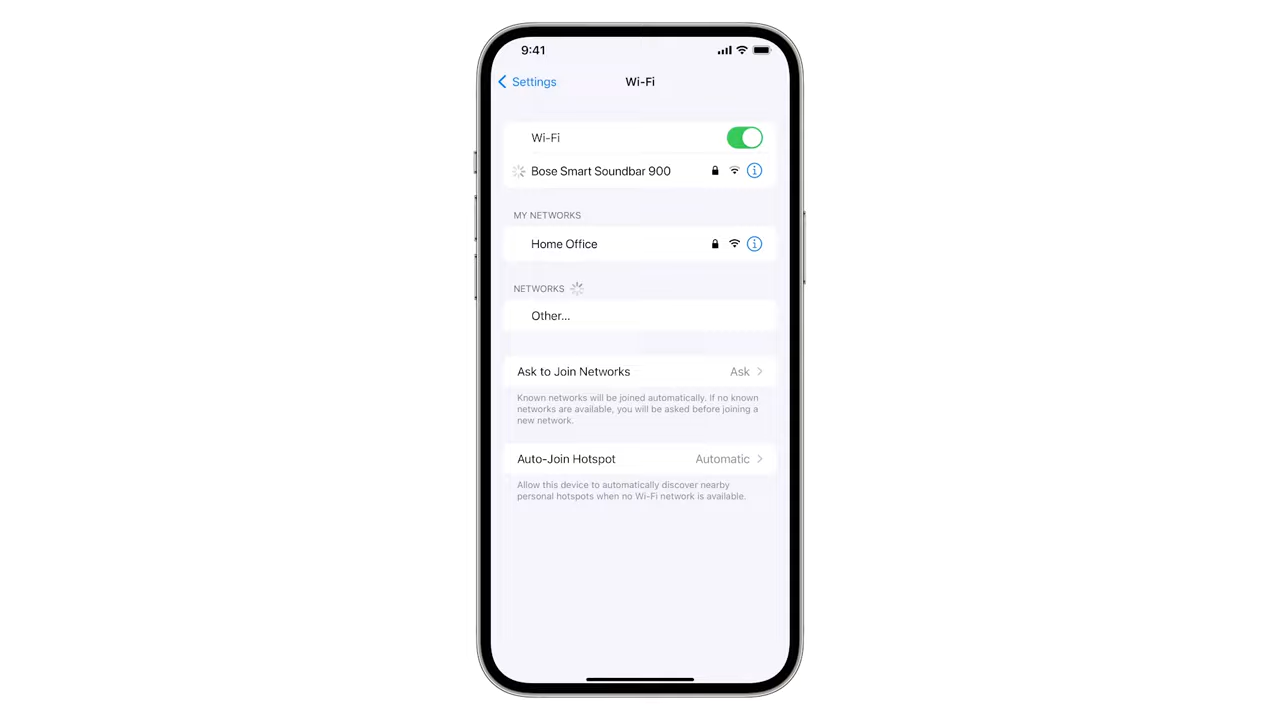 9:41
Settings
Wi-Fi
Wi-Fi
Bose Smart Soundbar 900
MY NETWORKS
Home Office
NETWORKS
Other...
Ask to Join Networks Ask
Known networks will be joined automatically. If no known
networks are available, you will be asked before joining a
new network.
Auto-Join Hotspot Automatic
Allow this device to automatically discover nearby
personal hotspots when no Wi-Fi network is available.